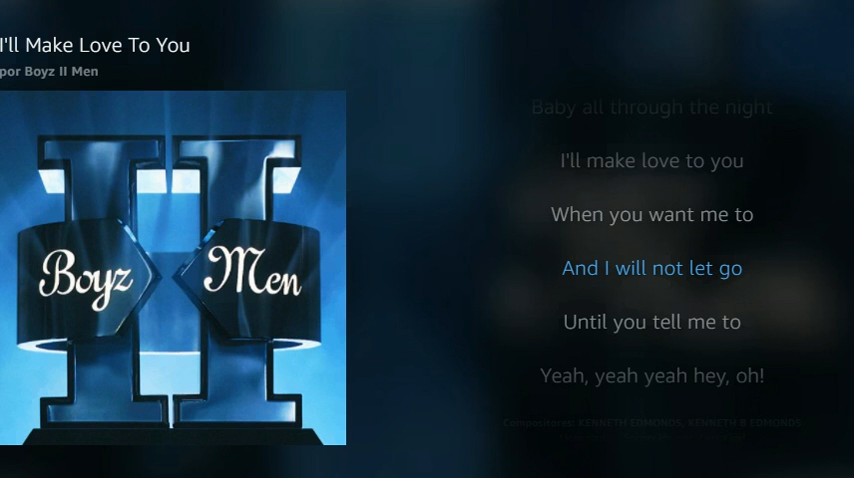 I'll Make Love To You
por Boyz II Men
Boyz II Men
Baby all through the night
I'll make love to you
When you want me to
And I will not let go
Until you tell me to
Yeah, yeah yeah hey, oh!
Compositores: KENNETH EDMONDS, KENNETH B EDMONDS